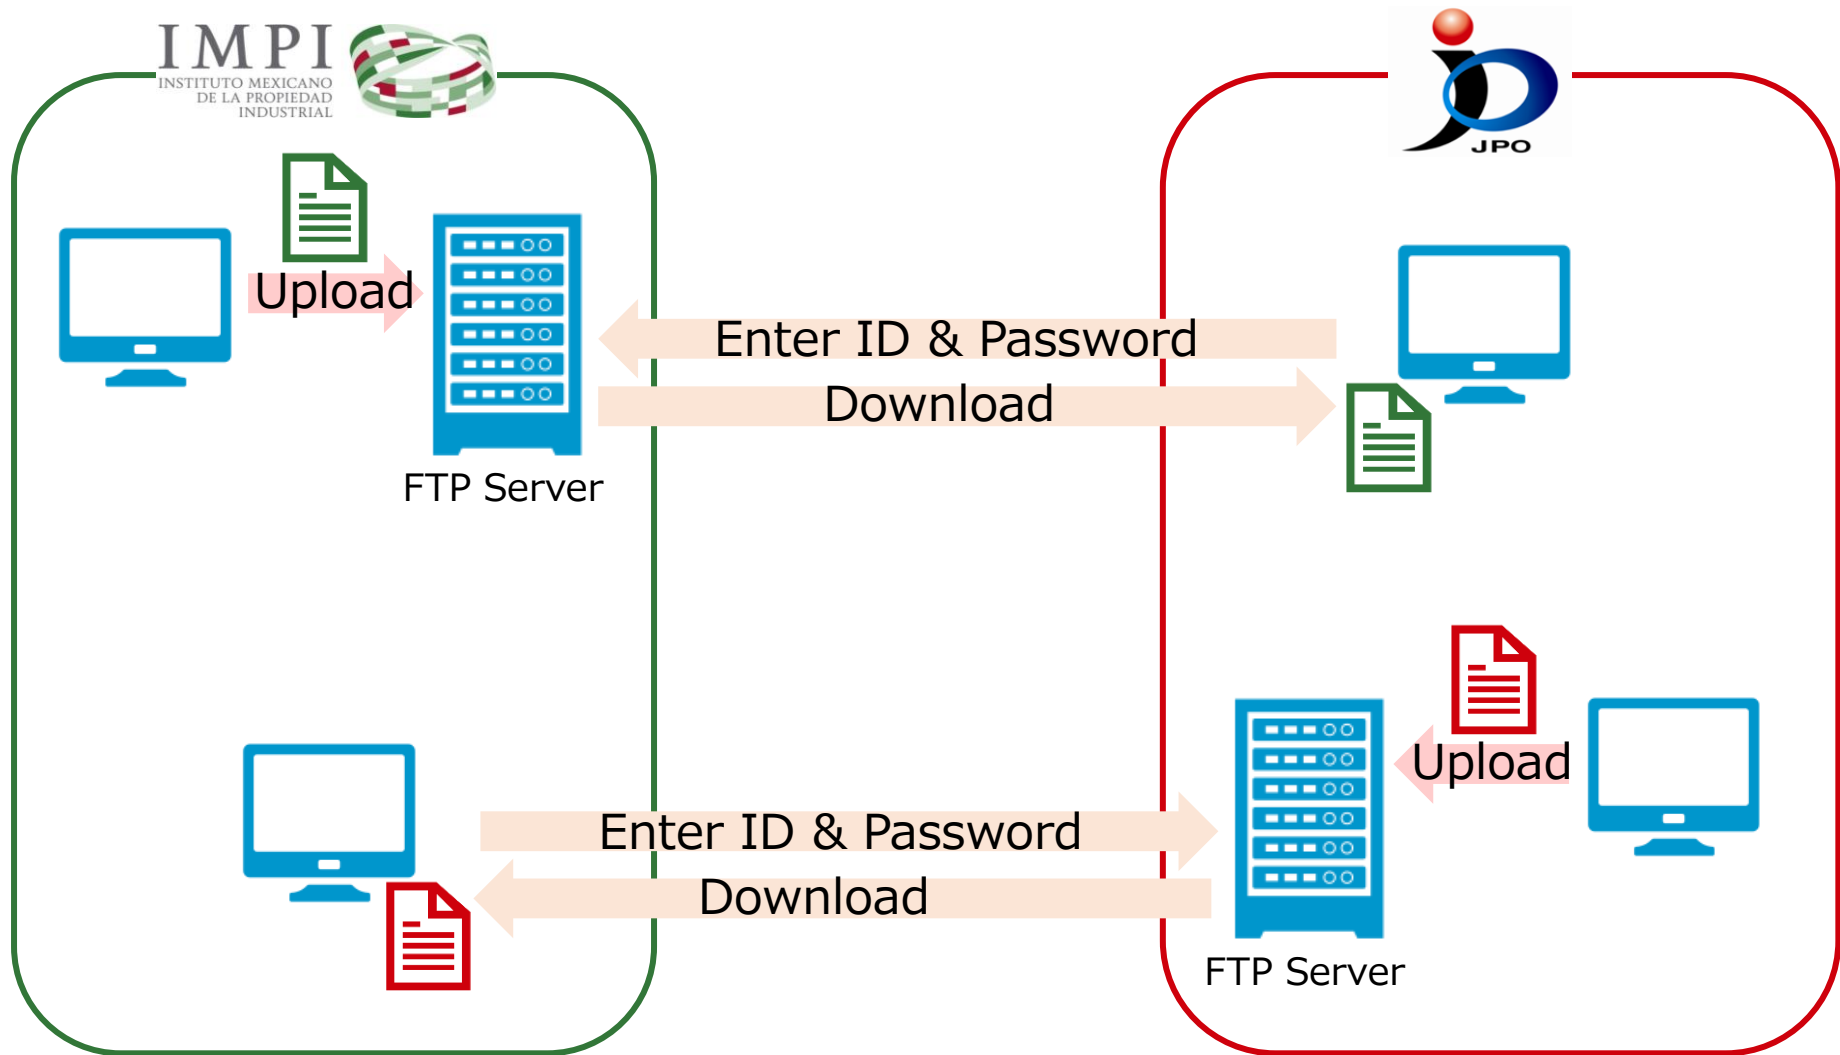 IMPI
INSTITUTO MEXICANO
DE LA PROPIEDAD
INDUSTRIAL
JPO
Upload
Enter ID & Password
Download
FTP Server
Upload
Enter ID & Password
Download
FTP Server